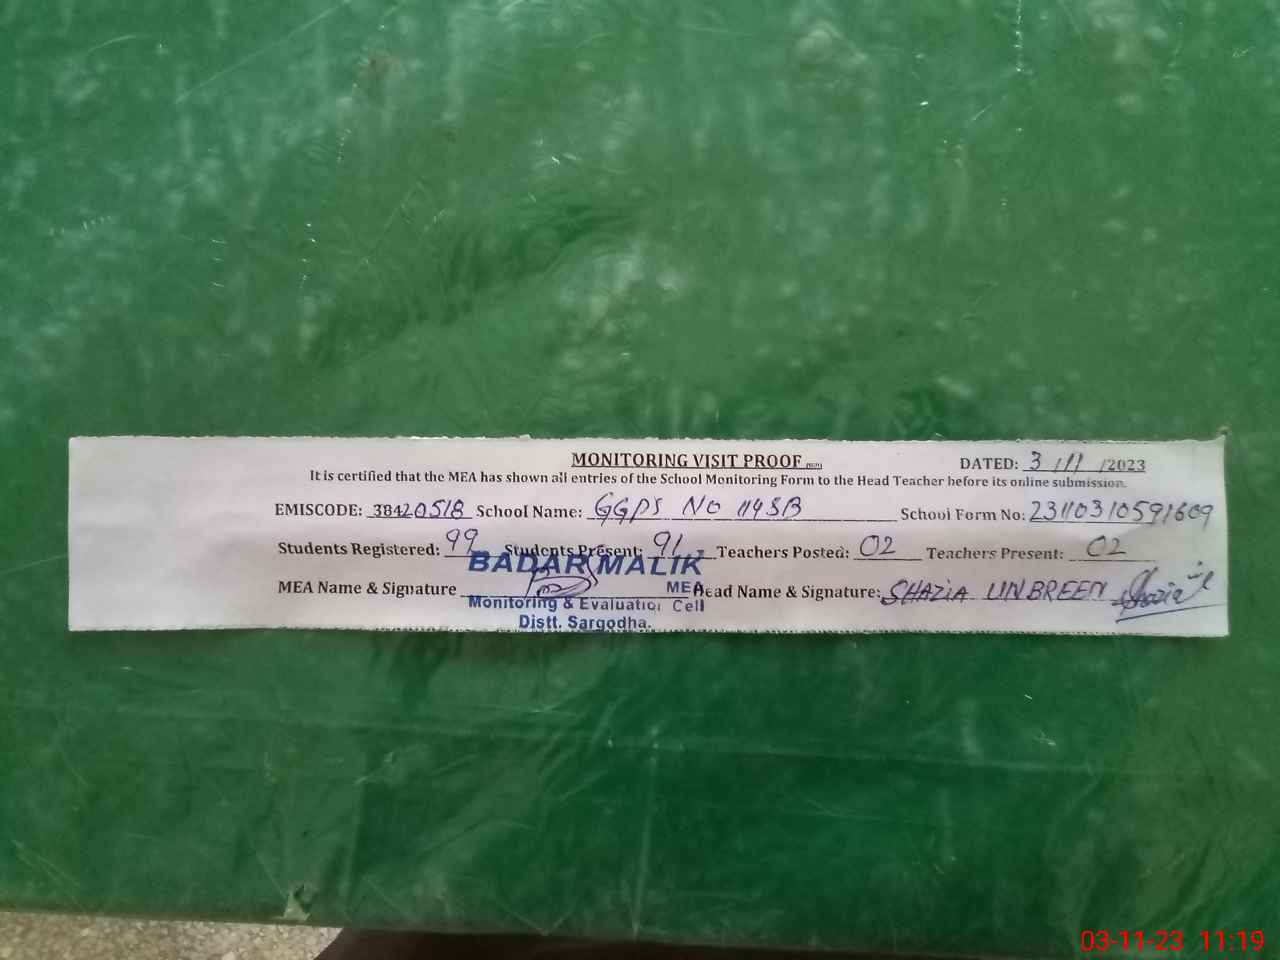 MONITORING VISIT PROOF
DATED: 3/11/2023
It is certified that the MEA has shown all entries of the School Monitoring Form to the Head Teacher before its online submission.
EMISCODE: 38420518 School Name: GGPS NO 114SB School Form No: 23110310591609
Students Registered: 99 Students Present: 91 Teachers Posted: 02 Teachers Present: 02
BADAR MALIK
MEA Name & Signature MEA Head Name & Signature: SHAZIA UNBREEN Shazia
Monitoring & Evaluation Cell
Distt. Sargodha.
03-11-23 11:19